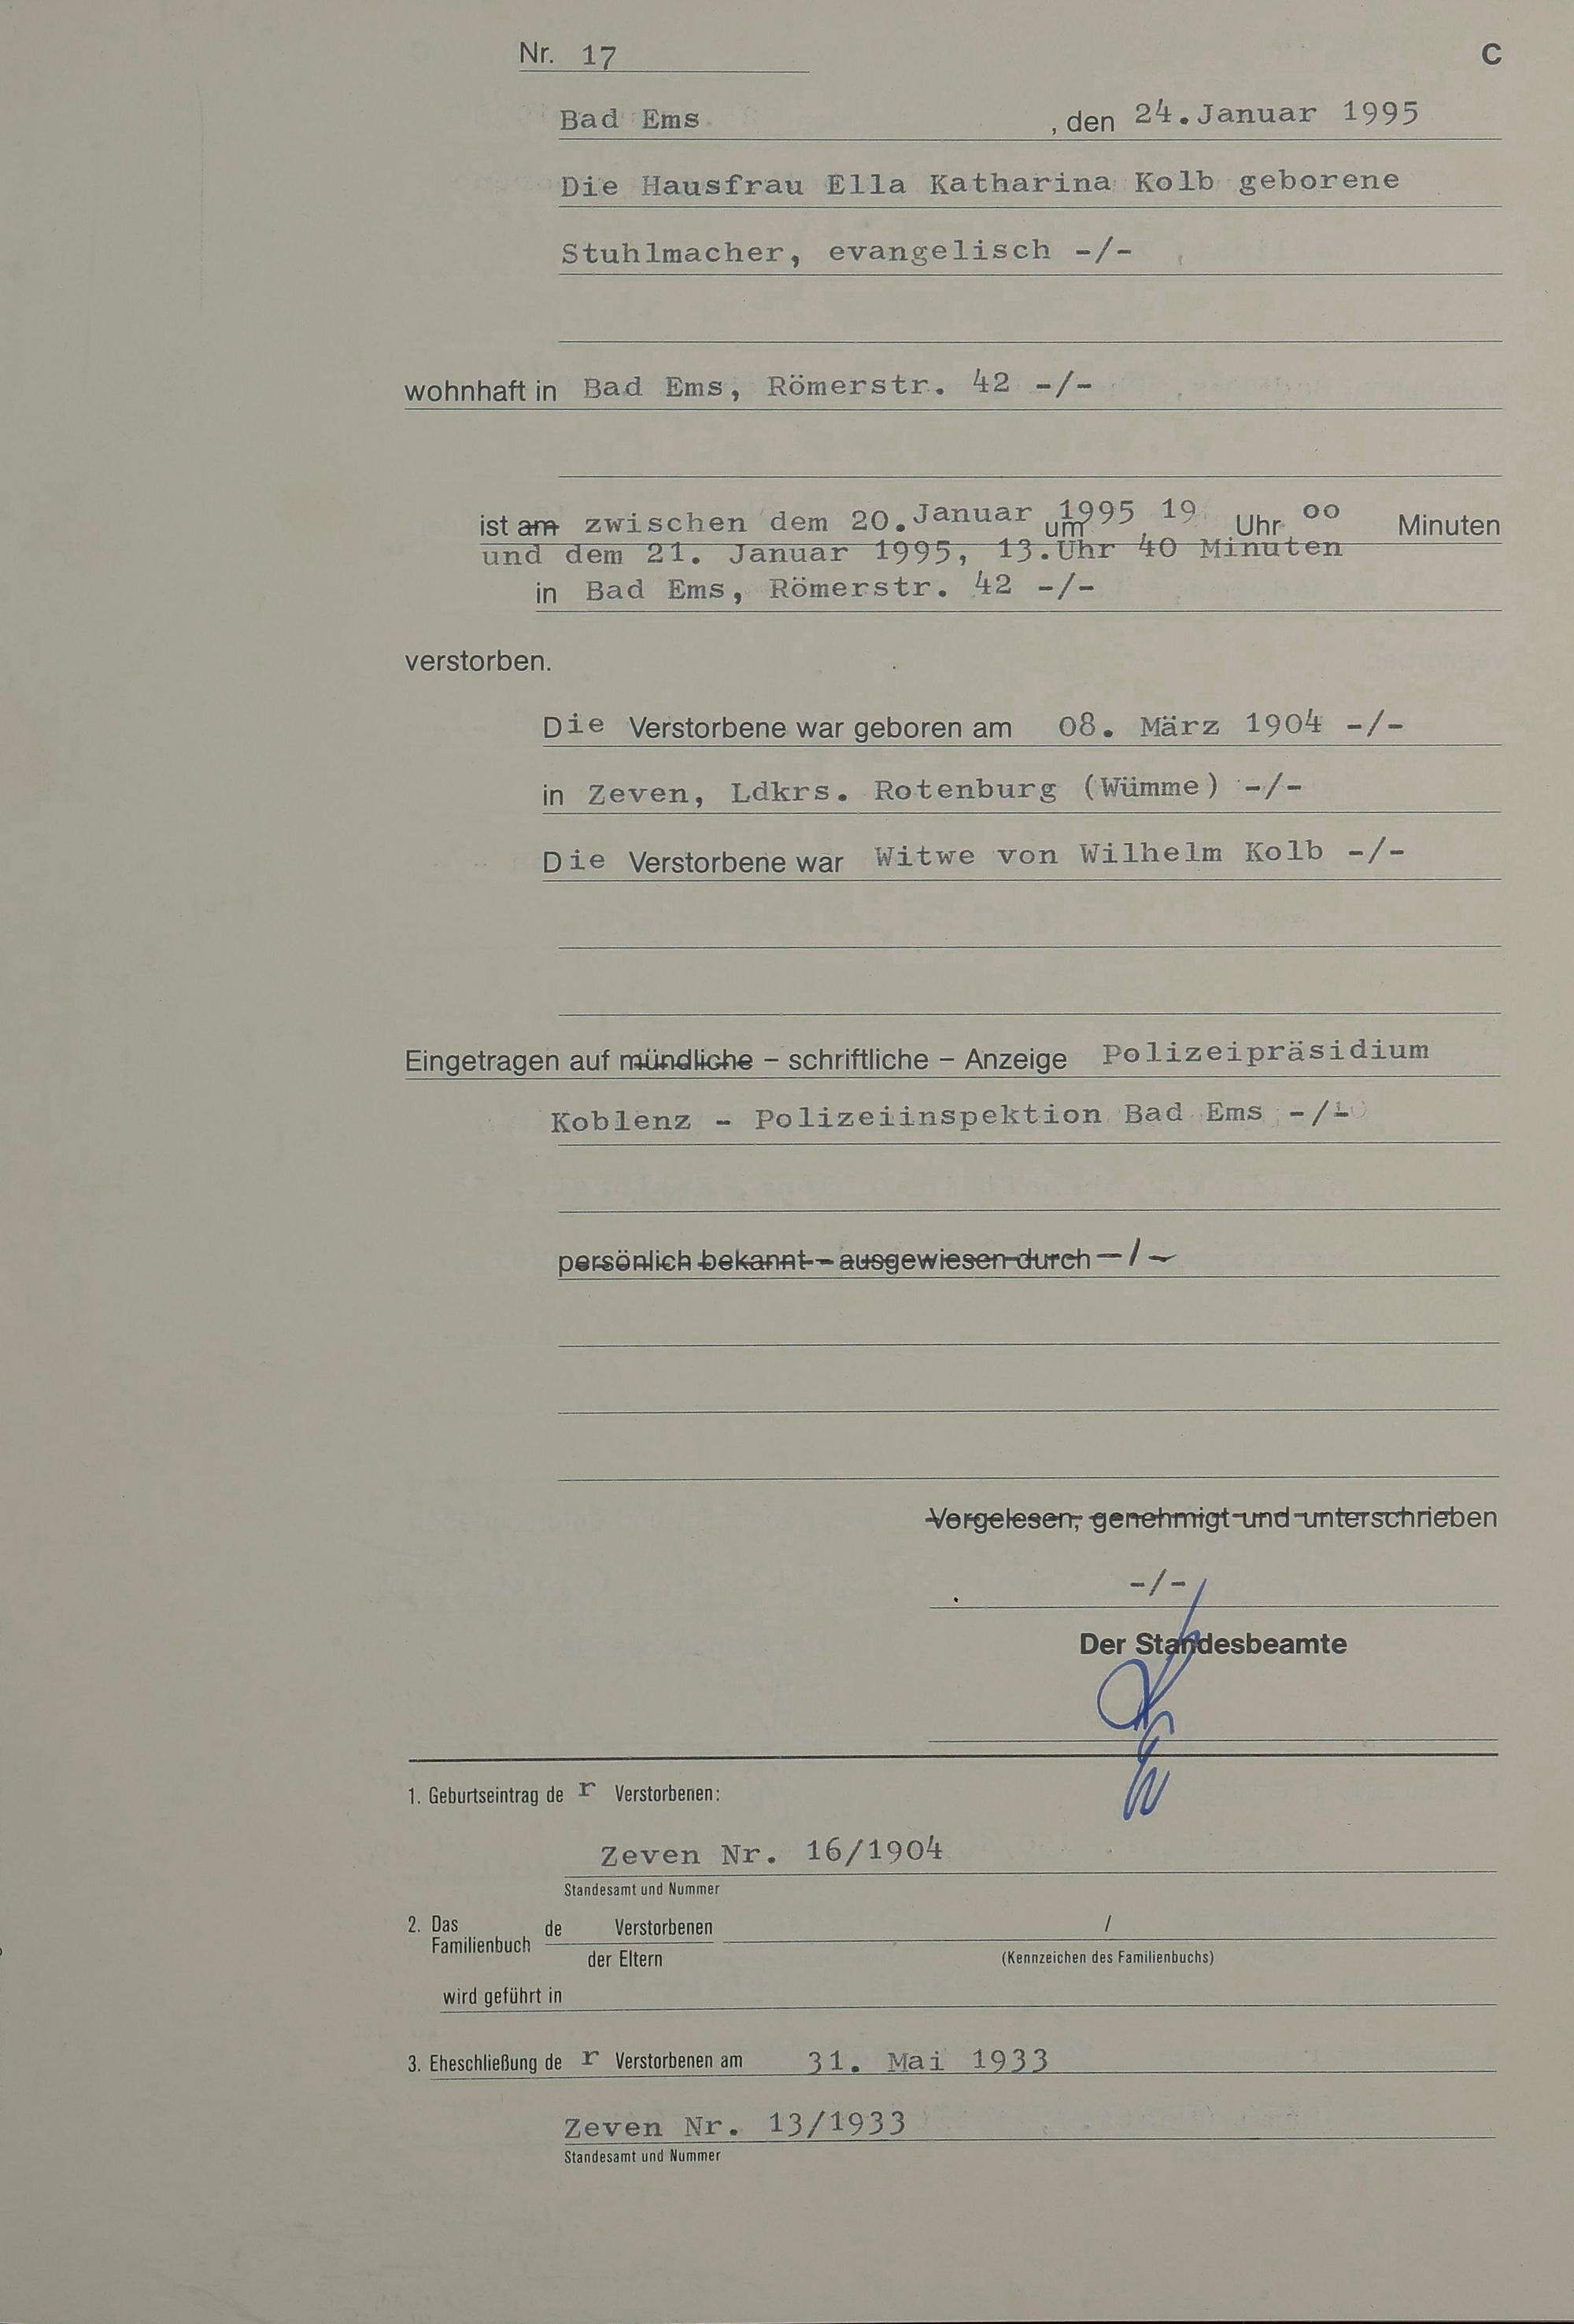 Nr. 17
C
Bad Ems , den 24.Januar 1995
Die Hausfrau Ella Katharina Kolb geborene
Stuhlmacher, evangelisch -/-
wohnhaft in Bad Ems, Römerstr. 42 -/-
ist am zwischen dem 20.Januar um 1995 19 Uhr 00 Minuten
und dem 21. Januar 1995, 13.Uhr 40 Minuten
in Bad Ems, Römerstr. 42 -/-
verstorben.
Die Verstorbene war geboren am 08. März 1904 -/-
in Zeven, Ldkrs. Rotenburg (Wümme) -/-
Die Verstorbene war Witwe von Wilhelm Kolb -/-
Eingetragen auf mündliche – schriftliche – Anzeige Polizeipräsidium
Koblenz - Polizeiinspektion Bad Ems -/-
persönlich bekannt – ausgewiesen durch -/-
Vorgelesen, genehmigt und unterschrieben
-/-
Der Standesbeamte
1. Geburtseintrag de r Verstorbenen:
Zeven Nr. 16/1904
Standesamt und Nummer
2. Das Familienbuch de Verstorbenen /
der Eltern (Kennzeichen des Familienbuchs)
wird geführt in
3. Eheschließung de r Verstorbenen am 31. Mai 1933
Zeven Nr. 13/1933
Standesamt und Nummer